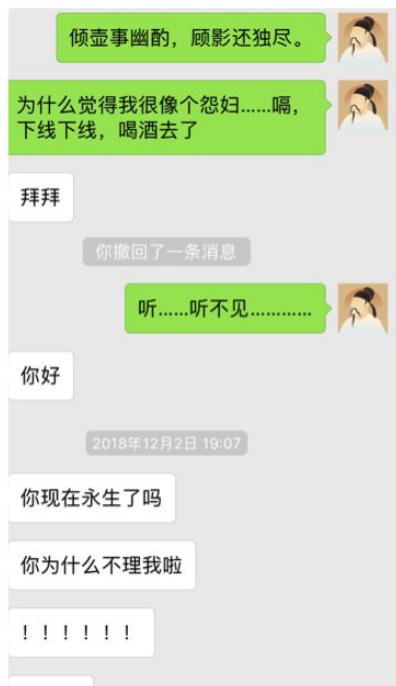 倾壶事幽酌，顾影还独尽。
为什么觉得我很像个怨妇……嗝，
下线下线，喝酒去了
拜拜
你撤回了一条消息
听……听不见…………
你好
2018年12月2日 19:07
你现在永生了吗
你为什么不理我啦
！！！！！！